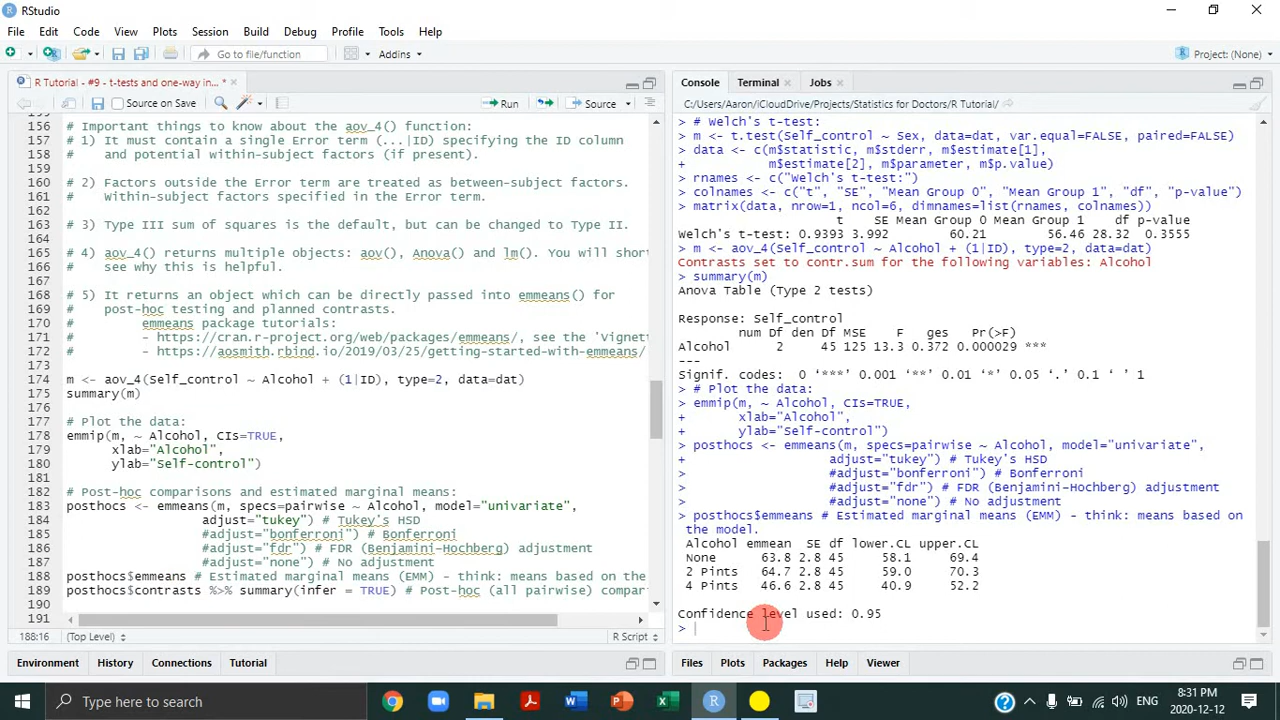 RStudio
File Edit Code View Plots Session Build Debug Profile Tools Help
Go to file/function Addins Project: (None)
R Tutorial - #9 - t-tests and one-way in... *
Source on Save Run Source
156 # Important things to know about the aov_4() function:
157 # 1) It must contain a single Error term (...|ID) specifying the ID column
158 # and potential within-subject factors (if present).
159
160 # 2) Factors outside the Error term are treated as between-subject factors.
161 # Within-subject factors specified in the Error term.
162
163 # 3) Type III sum of squares is the default, but can be changed to Type II.
164
165 # 4) aov_4() returns multiple objects: aov(), Anova() and lm(). You will shor
166 # see why this is helpful.
167
168 # 5) It returns an object which can be directly passed into emmeans() for
169 # post-hoc testing and planned contrasts.
170 # emmeans package tutorials:
171 # - https://cran.r-project.org/web/packages/emmeans/, see the 'Vignet
172 # - https://aosmith.rbind.io/2019/03/25/getting-started-with-emmeans/
173
174 m <- aov_4(Self_control ~ Alcohol + (1|ID), type=2, data=dat)
175 summary(m)
176
177 # Plot the data:
178 emmip(m, ~ Alcohol, CIs=TRUE,
179 xlab="Alcohol",
180 ylab="Self-control")
181
182 # Post-hoc comparisons and estimated marginal means:
183 posthocs <- emmeans(m, specs=pairwise ~ Alcohol, model="univariate",
184 adjust="tukey") # Tukey's HSD
185 #adjust="bonferroni") # Bonferroni
186 #adjust="fdr") # FDR (Benjamini-Hochberg) adjustment
187 #adjust="none") # No adjustment
188 posthocs$emmeans # Estimated marginal means (EMM) - think: means based on the
189 posthocs$contrasts %>% summary(infer = TRUE) # Post-hoc (all pairwise) compar
190
191
188:16 (Top Level) R Script
Environment History Connections Tutorial
Console Terminal Jobs
C:/Users/Aaron/iCloudDrive/Projects/Statistics for Doctors/R Tutorial/
> # Welch's t-test:
> m <- t.test(Self_control ~ Sex, data=dat, var.equal=FALSE, paired=FALSE)
> data <- c(m$statistic, m$stderr, m$estimate[1],
+ m$estimate[2], m$parameter, m$p.value)
> rnames <- c("Welch's t-test:")
> colnames <- c("t", "SE", "Mean Group 0", "Mean Group 1", "df", "p-value")
> matrix(data, nrow=1, ncol=6, dimnames=list(rnames, colnames))
t SE Mean Group 0 Mean Group 1 df p-value
Welch's t-test: 0.9393 3.992 60.21 56.46 28.32 0.3555
> m <- aov_4(Self_control ~ Alcohol + (1|ID), type=2, data=dat)
Contrasts set to contr.sum for the following variables: Alcohol
> summary(m)
Anova Table (Type 2 tests)

Response: Self_control
num Df den Df MSE F ges Pr(>F)
Alcohol 2 45 125 13.3 0.372 0.000029 ***
---
Signif. codes: 0 ‘***’ 0.001 ‘**’ 0.01 ‘*’ 0.05 ‘.’ 0.1 ‘ ’ 1
> # Plot the data:
> emmip(m, ~ Alcohol, CIs=TRUE,
+ xlab="Alcohol",
+ ylab="Self-control")
> posthocs <- emmeans(m, specs=pairwise ~ Alcohol, model="univariate",
+ adjust="tukey") # Tukey's HSD
> #adjust="bonferroni") # Bonferroni
> #adjust="fdr") # FDR (Benjamini-Hochberg) adjustment
> #adjust="none") # No adjustment
> posthocs$emmeans # Estimated marginal means (EMM) - think: means based on
the model.
Alcohol emmean SE df lower.CL upper.CL
None 63.8 2.8 45 58.1 69.4
2 Pints 64.7 2.8 45 59.0 70.3
4 Pints 46.6 2.8 45 40.9 52.2

Confidence level used: 0.95
>
Files Plots Packages Help Viewer
Type here to search
ENG
8:31 PM
2020-12-12